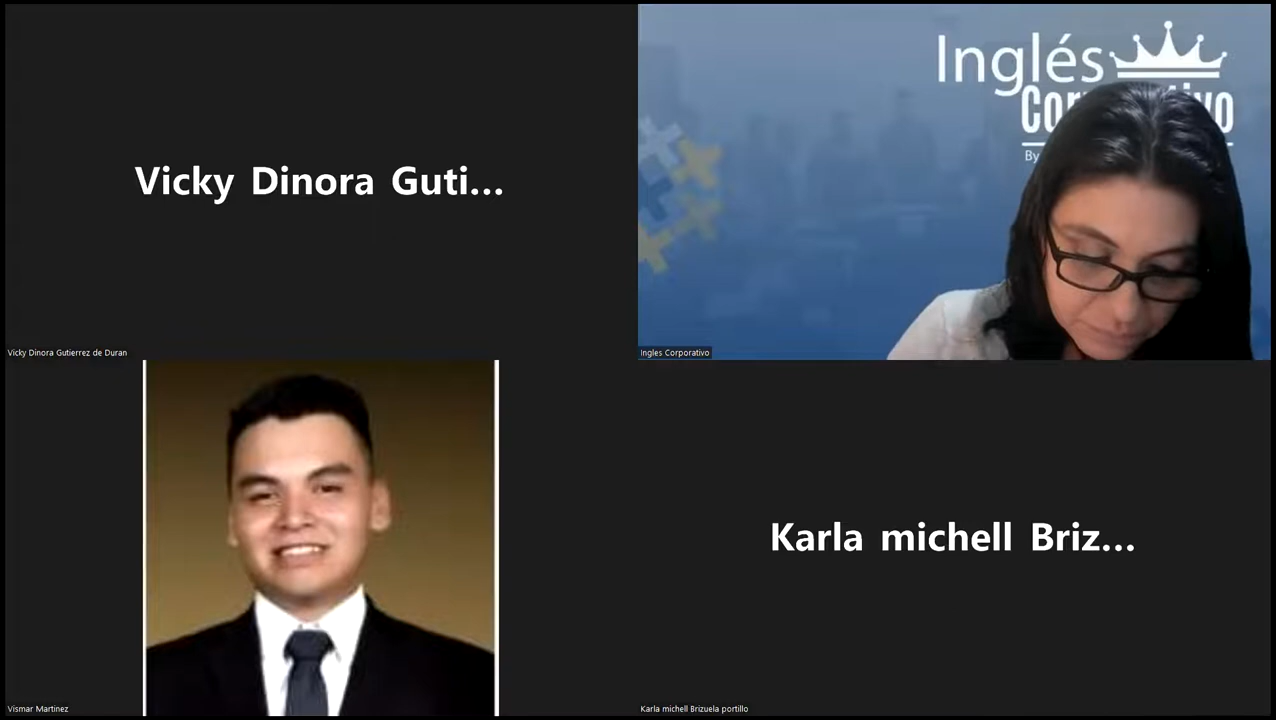 Vicky Dinora Guti...
Inglés
By
Vicky Dinora Gutierrez de Duran
Ingles Corporativo
Karla michell Briz...
Vismar Martinez
Karla michell Brizuela portillo